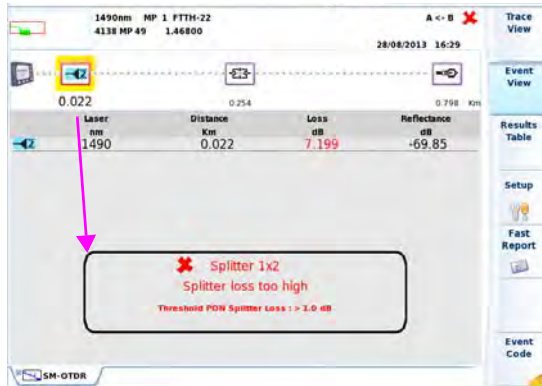 1490nm MP 1 FTTH-22 A <- B
4138 MP 49 1.46800
28/08/2013 16:29
Trace View
Event View
Results Table
Setup
Fast Report
Event Code
0.022 0.254 0.798 Km
Laser Distance Loss Reflectance
nm Km dB dB
1490 0.022 7.199 -69.85
Splitter 1x2
Splitter loss too high
Threshold PON Splitter Loss : > 1.0 dB
SM-OTDR